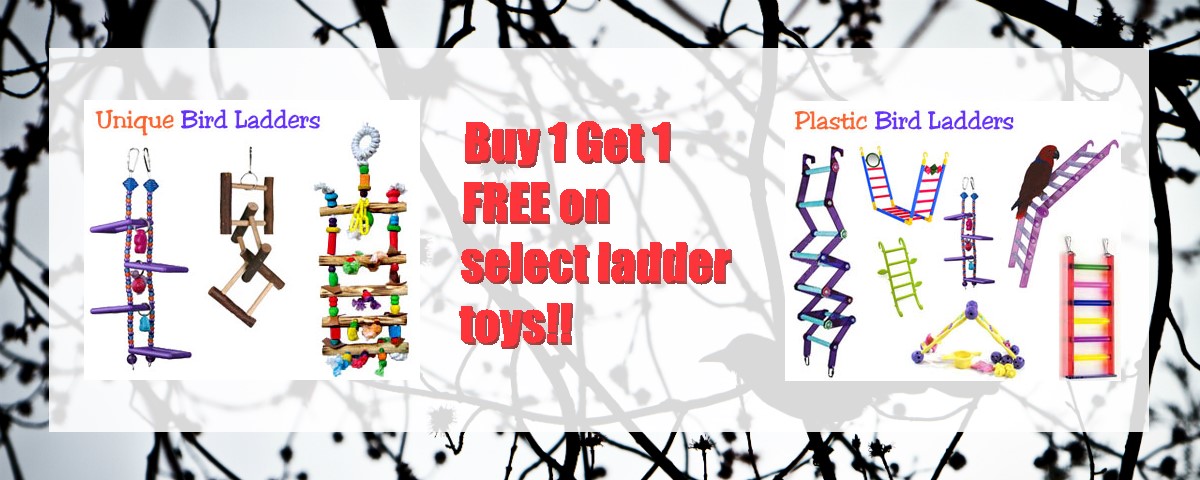 Unique Bird Ladders
Buy 1 Get 1
FREE on
select ladder
toys!!
Plastic Bird Ladders